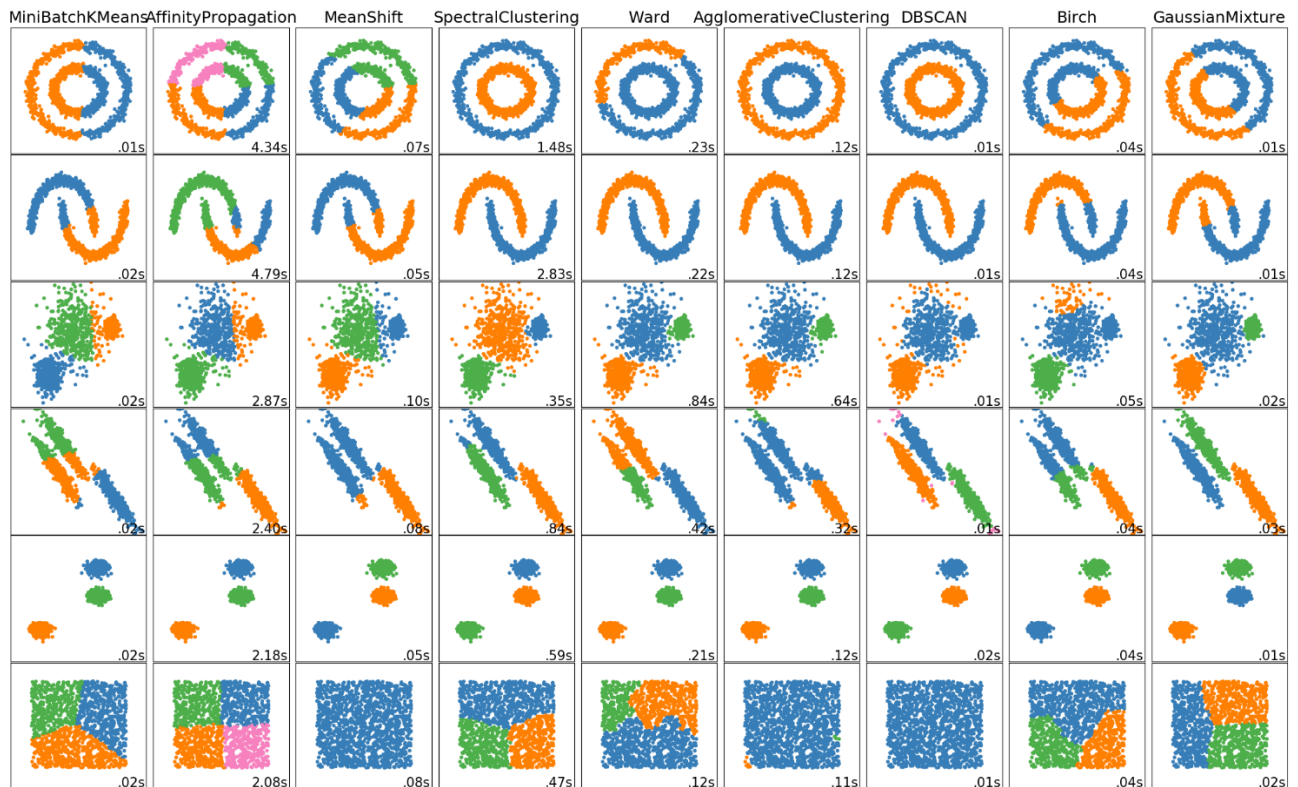 MiniBatchKMeans AffinityPropagation MeanShift SpectralClustering Ward AgglomerativeClustering DBSCAN Birch GaussianMixture
.01s 4.34s .07s 1.48s .23s .12s .01s .04s .01s
.02s 4.79s .05s 2.83s .22s .12s .01s .04s .01s
.02s 2.87s .10s .35s .84s .64s .01s .05s .02s
.02s 2.40s .08s .84s .42s .32s .01s .04s .03s
.02s 2.18s .05s .59s .21s .12s .02s .04s .01s
.02s 2.08s .08s .47s .12s .11s .01s .04s .02s